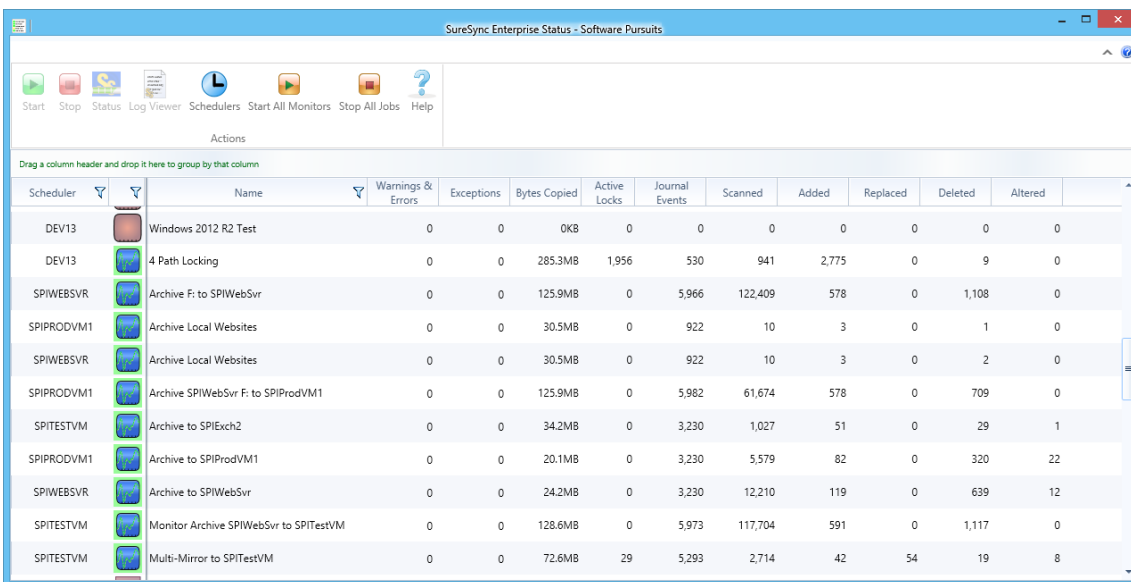 SureSync Enterprise Status - Software Pursuits
Start Stop Status Log Viewer Schedulers Start All Monitors Stop All Jobs Help
Actions
Drag a column header and drop it here to group by that column
Scheduler Name Warnings & Errors Exceptions Bytes Copied Active Locks Journal Events Scanned Added Replaced Deleted Altered
DEV13 Windows 2012 R2 Test 0 0 0KB 0 0 0 0 0 0 0
DEV13 4 Path Locking 0 0 285.3MB 1,956 530 941 2,775 0 9 0
SPIWEBSVR Archive F: to SPIWebSvr 0 0 125.9MB 0 5,966 122,409 578 0 1,108 0
SPIPRODVM1 Archive Local Websites 0 0 30.5MB 0 922 10 3 0 1 0
SPIWEBSVR Archive Local Websites 0 0 30.5MB 0 922 10 3 0 2 0
SPIPRODVM1 Archive SPIWebSvr F: to SPIProdVM1 0 0 125.9MB 0 5,982 61,674 578 0 709 0
SPITESTVM Archive to SPIExch2 0 0 34.2MB 0 3,230 1,027 51 0 29 1
SPIPRODVM1 Archive to SPIProdVM1 0 0 20.1MB 0 3,230 5,579 82 0 320 22
SPIWEBSVR Archive to SPIWebSvr 0 0 24.2MB 0 3,230 12,210 119 0 639 12
SPITESTVM Monitor Archive SPIWebSvr to SPITestVM 0 0 128.6MB 0 5,973 117,704 591 0 1,117 0
SPITESTVM Multi-Mirror to SPITestVM 0 0 72.6MB 29 5,293 2,714 42 54 19 8